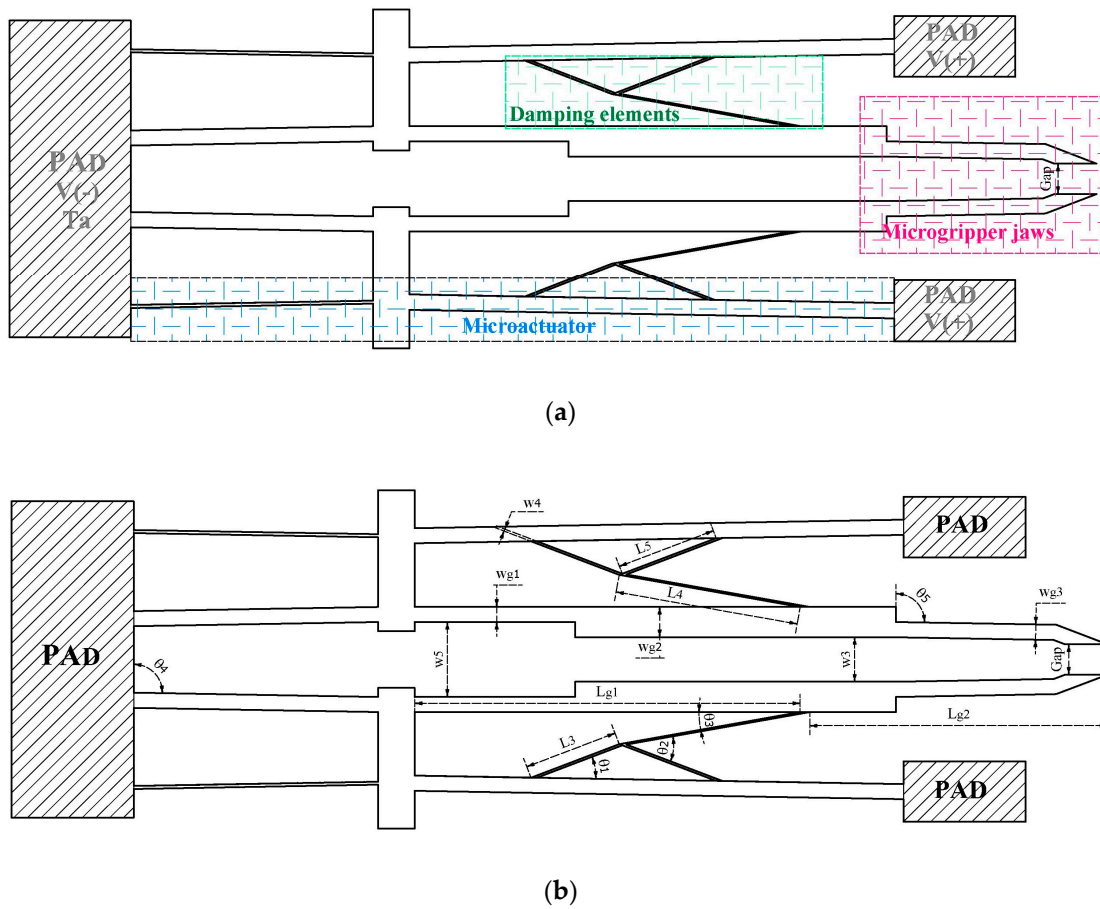 PAD
V(+)
Damping elements
PAD
V(-)
Ta
Gap
Microgripper jaws
PAD
V(+)
Microactuator
(a)
w4
PAD
L5
wg1
L4
θ5
wg3
wg2
PAD
θ4
w5
w3
Gap
Lg1
Lg2
θ3
L3
θ2
θ1
PAD
(b)